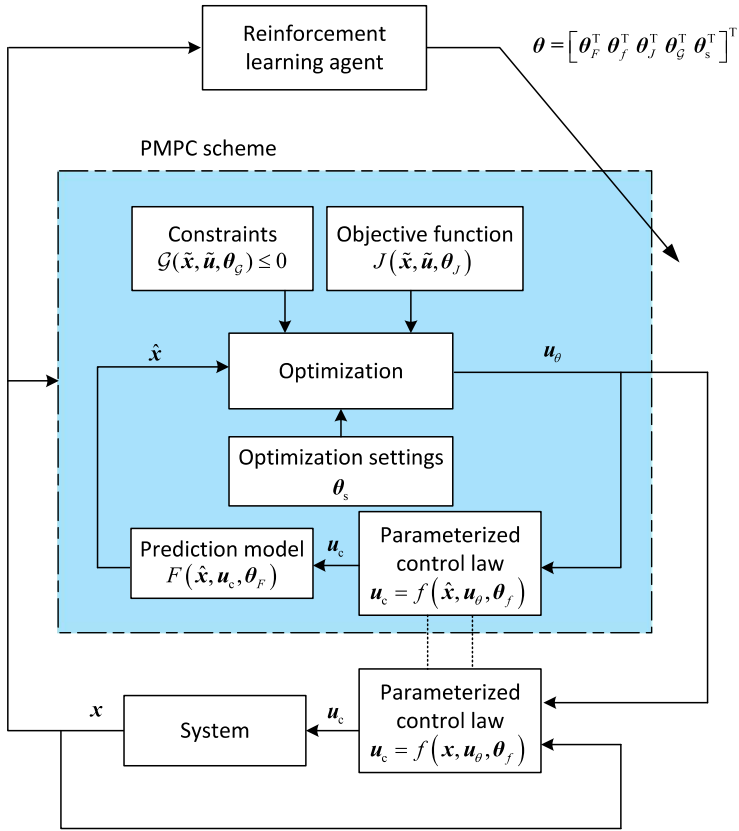 Reinforcement
learning agent
θ = [θ_F^T θ_f^T θ_J^T θ_𝒢^T θ_s^T]^T
PMPC scheme
Constraints
𝒢(x̃, ũ, θ_𝒢) ≤ 0
Objective function
J(x̃, ũ, θ_J)
x̂
Optimization
u_θ
Optimization settings
θ_s
Prediction model
F(x̂, u_c, θ_F)
u_c
Parameterized
control law
u_c = f(x̂, u_θ, θ_f)
x
System
u_c
Parameterized
control law
u_c = f(x, u_θ, θ_f)